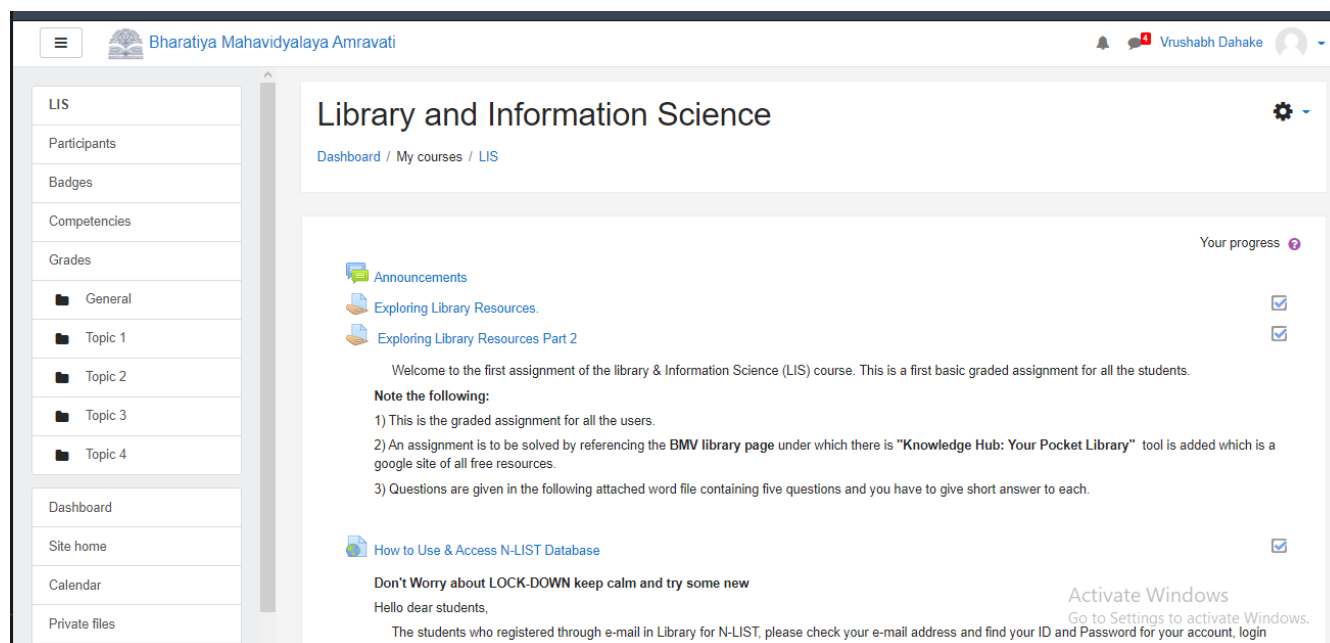 Bharatiya Mahavidyalaya Amravati
4
Vrushabh Dahake
LIS
Participants
Badges
Competencies
Grades
General
Topic 1
Topic 2
Topic 3
Topic 4
Dashboard
Site home
Calendar
Private files
Library and Information Science
Dashboard / My courses / LIS
Your progress
Announcements
Exploring Library Resources.
Exploring Library Resources Part 2
Welcome to the first assignment of the library & Information Science (LIS) course. This is a first basic graded assignment for all the students.
Note the following:
1) This is the graded assignment for all the users.
2) An assignment is to be solved by referencing the BMV library page under which there is "Knowledge Hub: Your Pocket Library" tool is added which is a
google site of all free resources.
3) Questions are given in the following attached word file containing five questions and you have to give short answer to each.
How to Use & Access N-LIST Database
Don't Worry about LOCK-DOWN keep calm and try some new
Hello dear students,
The students who registered through e-mail in Library for N-LIST, please check your e-mail address and find your ID and Password for your account, login
Activate Windows
Go to Settings to activate Windows.